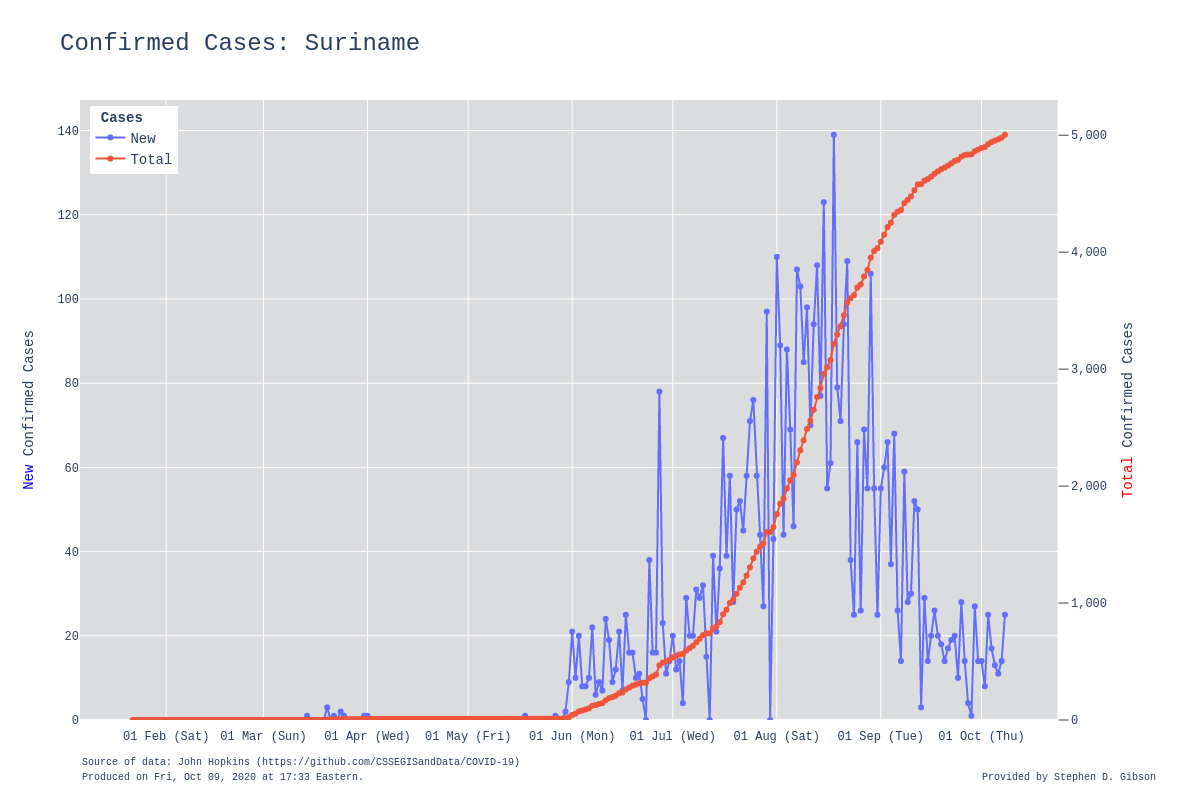 Confirmed Cases: Suriname
Cases
New
Total
140
120
100
80
60
40
20
0
5,000
4,000
3,000
2,000
1,000
0
New Confirmed Cases
Total Confirmed Cases
01 Feb (Sat) 01 Mar (Sun) 01 Apr (Wed) 01 May (Fri) 01 Jun (Mon) 01 Jul (Wed) 01 Aug (Sat) 01 Sep (Tue) 01 Oct (Thu)
Source of data: John Hopkins (https://github.com/CSSEGISandData/COVID-19)
Produced on Fri, Oct 09, 2020 at 17:33 Eastern.
Provided by Stephen D. Gibson